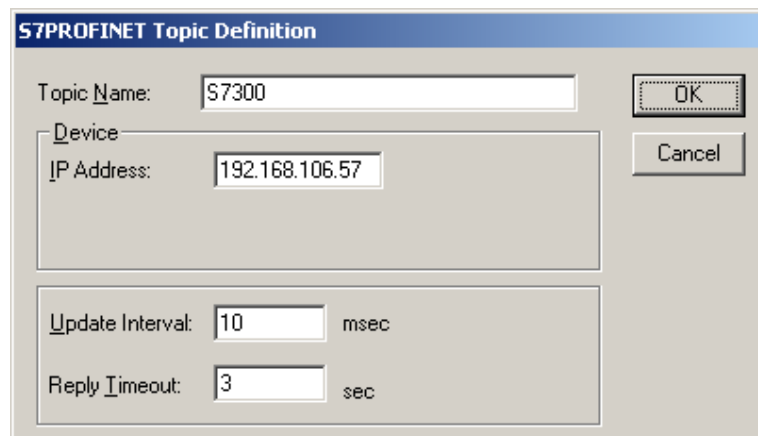 S7PROFINET Topic Definition
Topic Name: S7300
OK
Device
IP Address: 192.168.106.57
Cancel
Update Interval: 10 msec
Reply Timeout: 3 sec